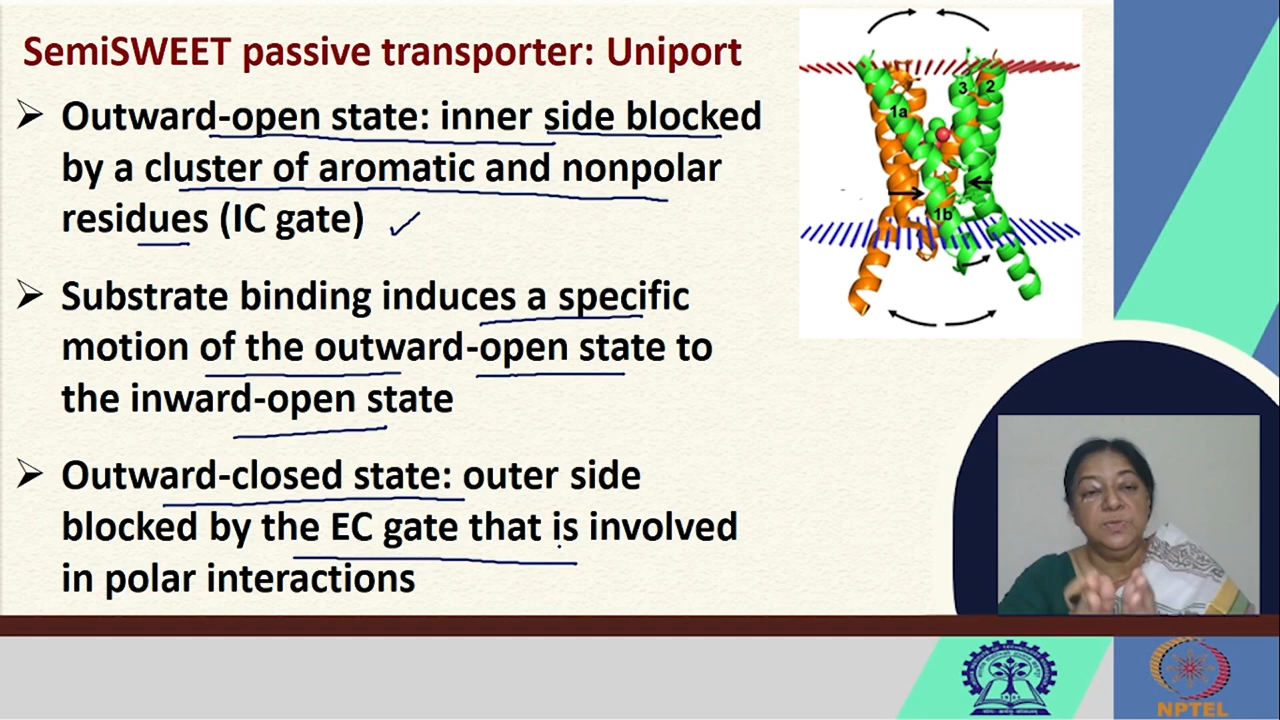 SemiSWEET passive transporter: Uniport
➢ Outward-open state: inner side blocked
by a cluster of aromatic and nonpolar
residues (IC gate)
➢ Substrate binding induces a specific
motion of the outward-open state to
the inward-open state
➢ Outward-closed state: outer side
blocked by the EC gate that is involved
in polar interactions
3 2
1a
1b
NPTEL